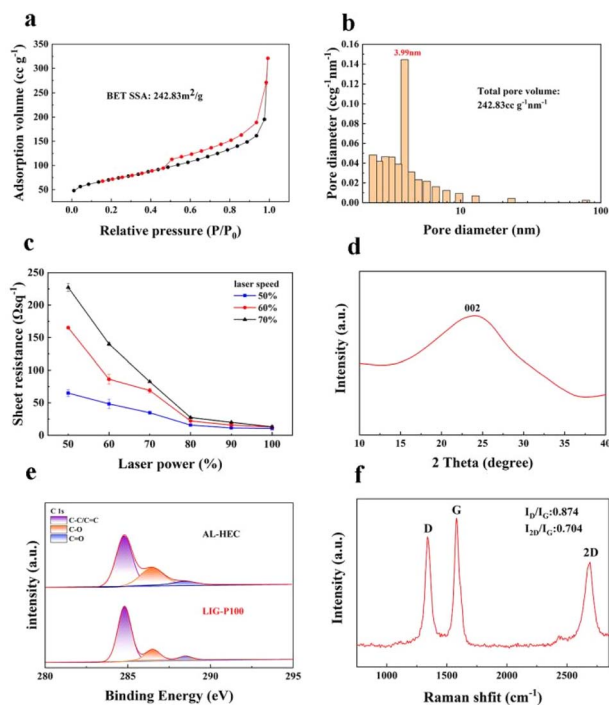 a
Adsorption volume (cc g-1)
350
300
250
200
150
100
50
BET SSA: 242.83m2/g
0.0 0.2 0.4 0.6 0.8 1.0
Relative pressure (P/P0)
b
Pore diameter (ccg-1nm-1)
0.16
0.14
0.12
0.10
0.08
0.06
0.04
0.02
0.00
3.99nm
Total pore volume:
242.83cc g-1nm-1
10 100
Pore diameter (nm)
c
Sheet resistance (Ωsq-1)
250
200
150
100
50
0
laser speed
50%
60%
70%
50 60 70 80 90 100
Laser power (%)
d
Intensity (a.u.)
002
10 15 20 25 30 35 40
2 Theta (degree)
e
intensity (a.u.)
C 1s
C-C/C=C
C-O
C=O
AL-HEC
LIG-P100
280 285 290 295
Binding Energy (eV)
f
Intensity (a.u.)
D
G
2D
ID/IG:0.874
I2D/IG:0.704
1000 1500 2000 2500
Raman shfit (cm-1)